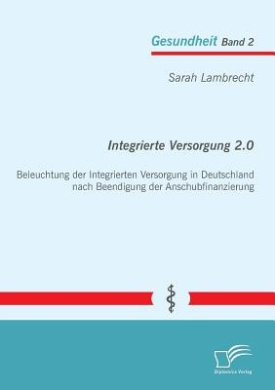 Gesundheit Band 2
Sarah Lambrecht
Integrierte Versorgung 2.0
Beleuchtung der Integrierten Versorgung in Deutschland
nach Beendigung der Anschubfinanzierung
Diplomica Verlag